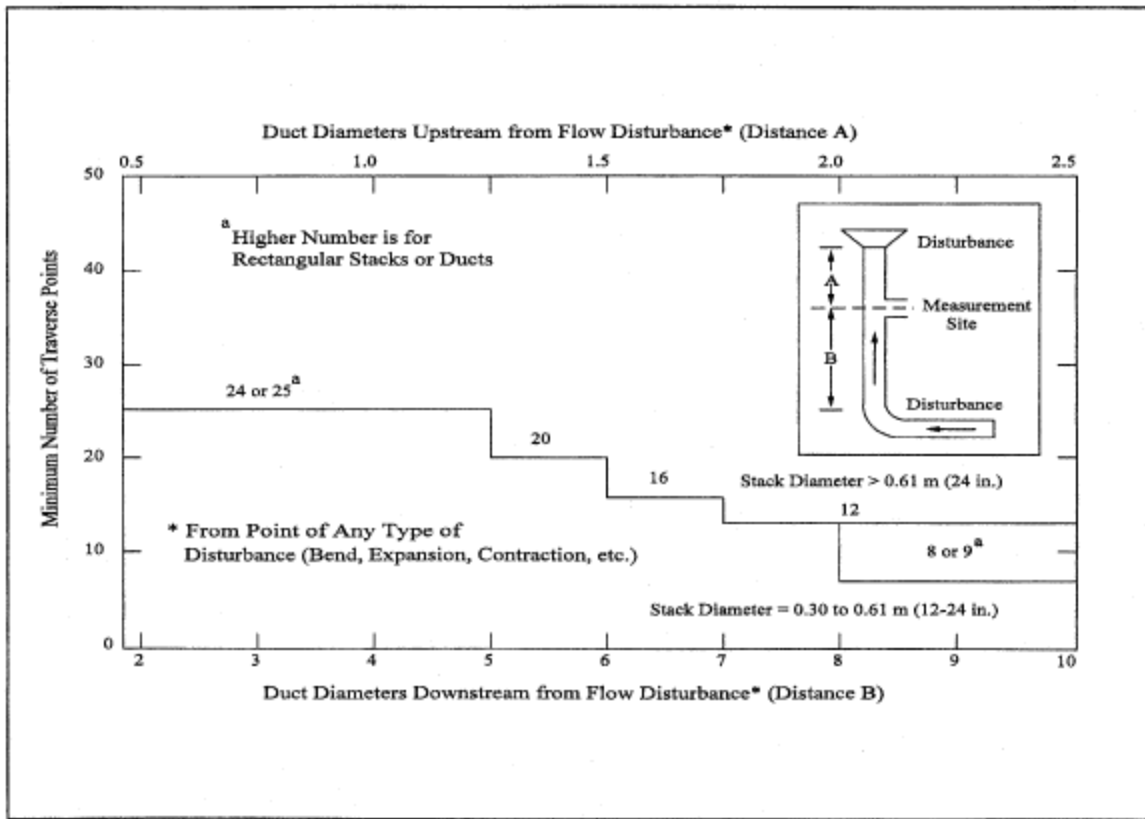 Duct Diameters Upstream from Flow Disturbance* (Distance A)
0.5 1.0 1.5 2.0 2.5
50
40
30
20
10
0
Minimum Number of Traverse Points
a Higher Number is for
Rectangular Stacks or Ducts
Disturbance
A
Measurement
Site
B
Disturbance
24 or 25 a
20
16
Stack Diameter > 0.61 m (24 in.)
12
* From Point of Any Type of
Disturbance (Bend, Expansion, Contraction, etc.)
8 or 9 a
Stack Diameter = 0.30 to 0.61 m (12-24 in.)
2 3 4 5 6 7 8 9 10
Duct Diameters Downstream from Flow Disturbance* (Distance B)